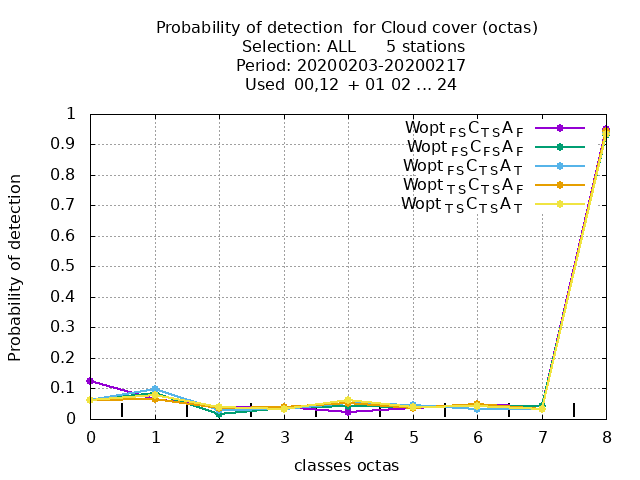 Probability of detection  for Cloud cover (octas)
Selection: ALL      5 stations
Period: 20200203-20200217
Used  00,12  + 01 02 ... 24
Wopt FS C TS A F
Wopt FS C FS A F
Wopt FS C TS A T
Wopt TS C TS A F
Wopt TS C TS A T
Probability of detection
1
0.9
0.8
0.7
0.6
0.5
0.4
0.3
0.2
0.1
0
0 1 2 3 4 5 6 7 8
classes octas